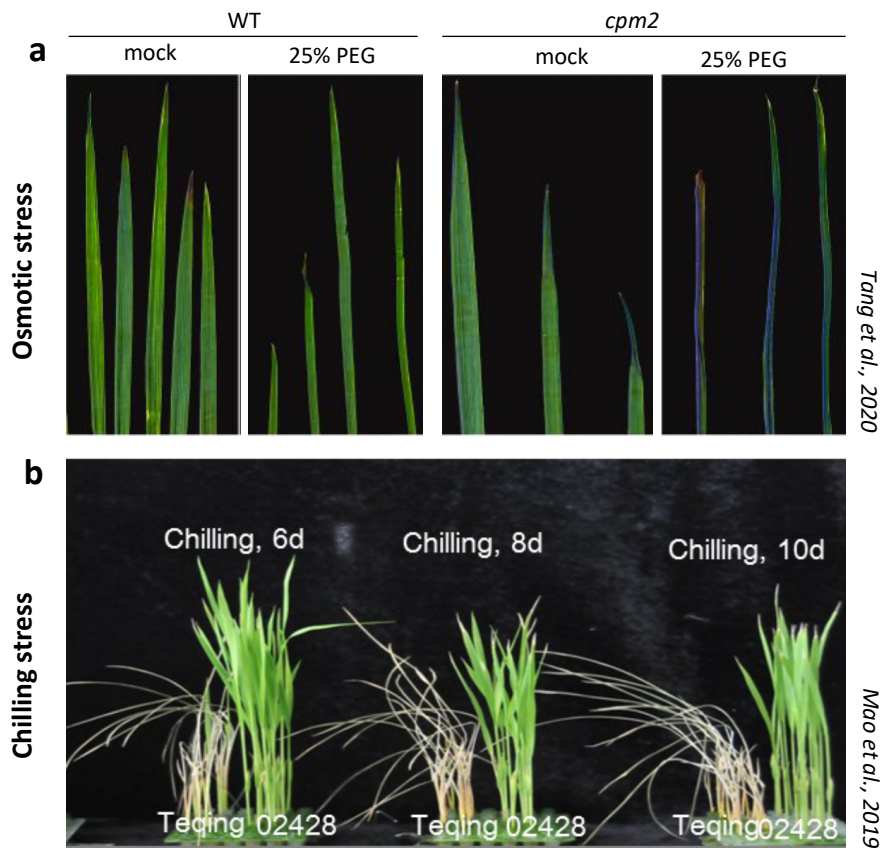 WT
cpm2
a
mock
25% PEG
mock
25% PEG
Osmotic stress
Tang et al., 2020
b
Chilling, 6d
Chilling, 8d
Chilling, 10d
Chilling stress
Mao et al., 2019
Teqing 02428
Teqing 02428
Teqing 02428